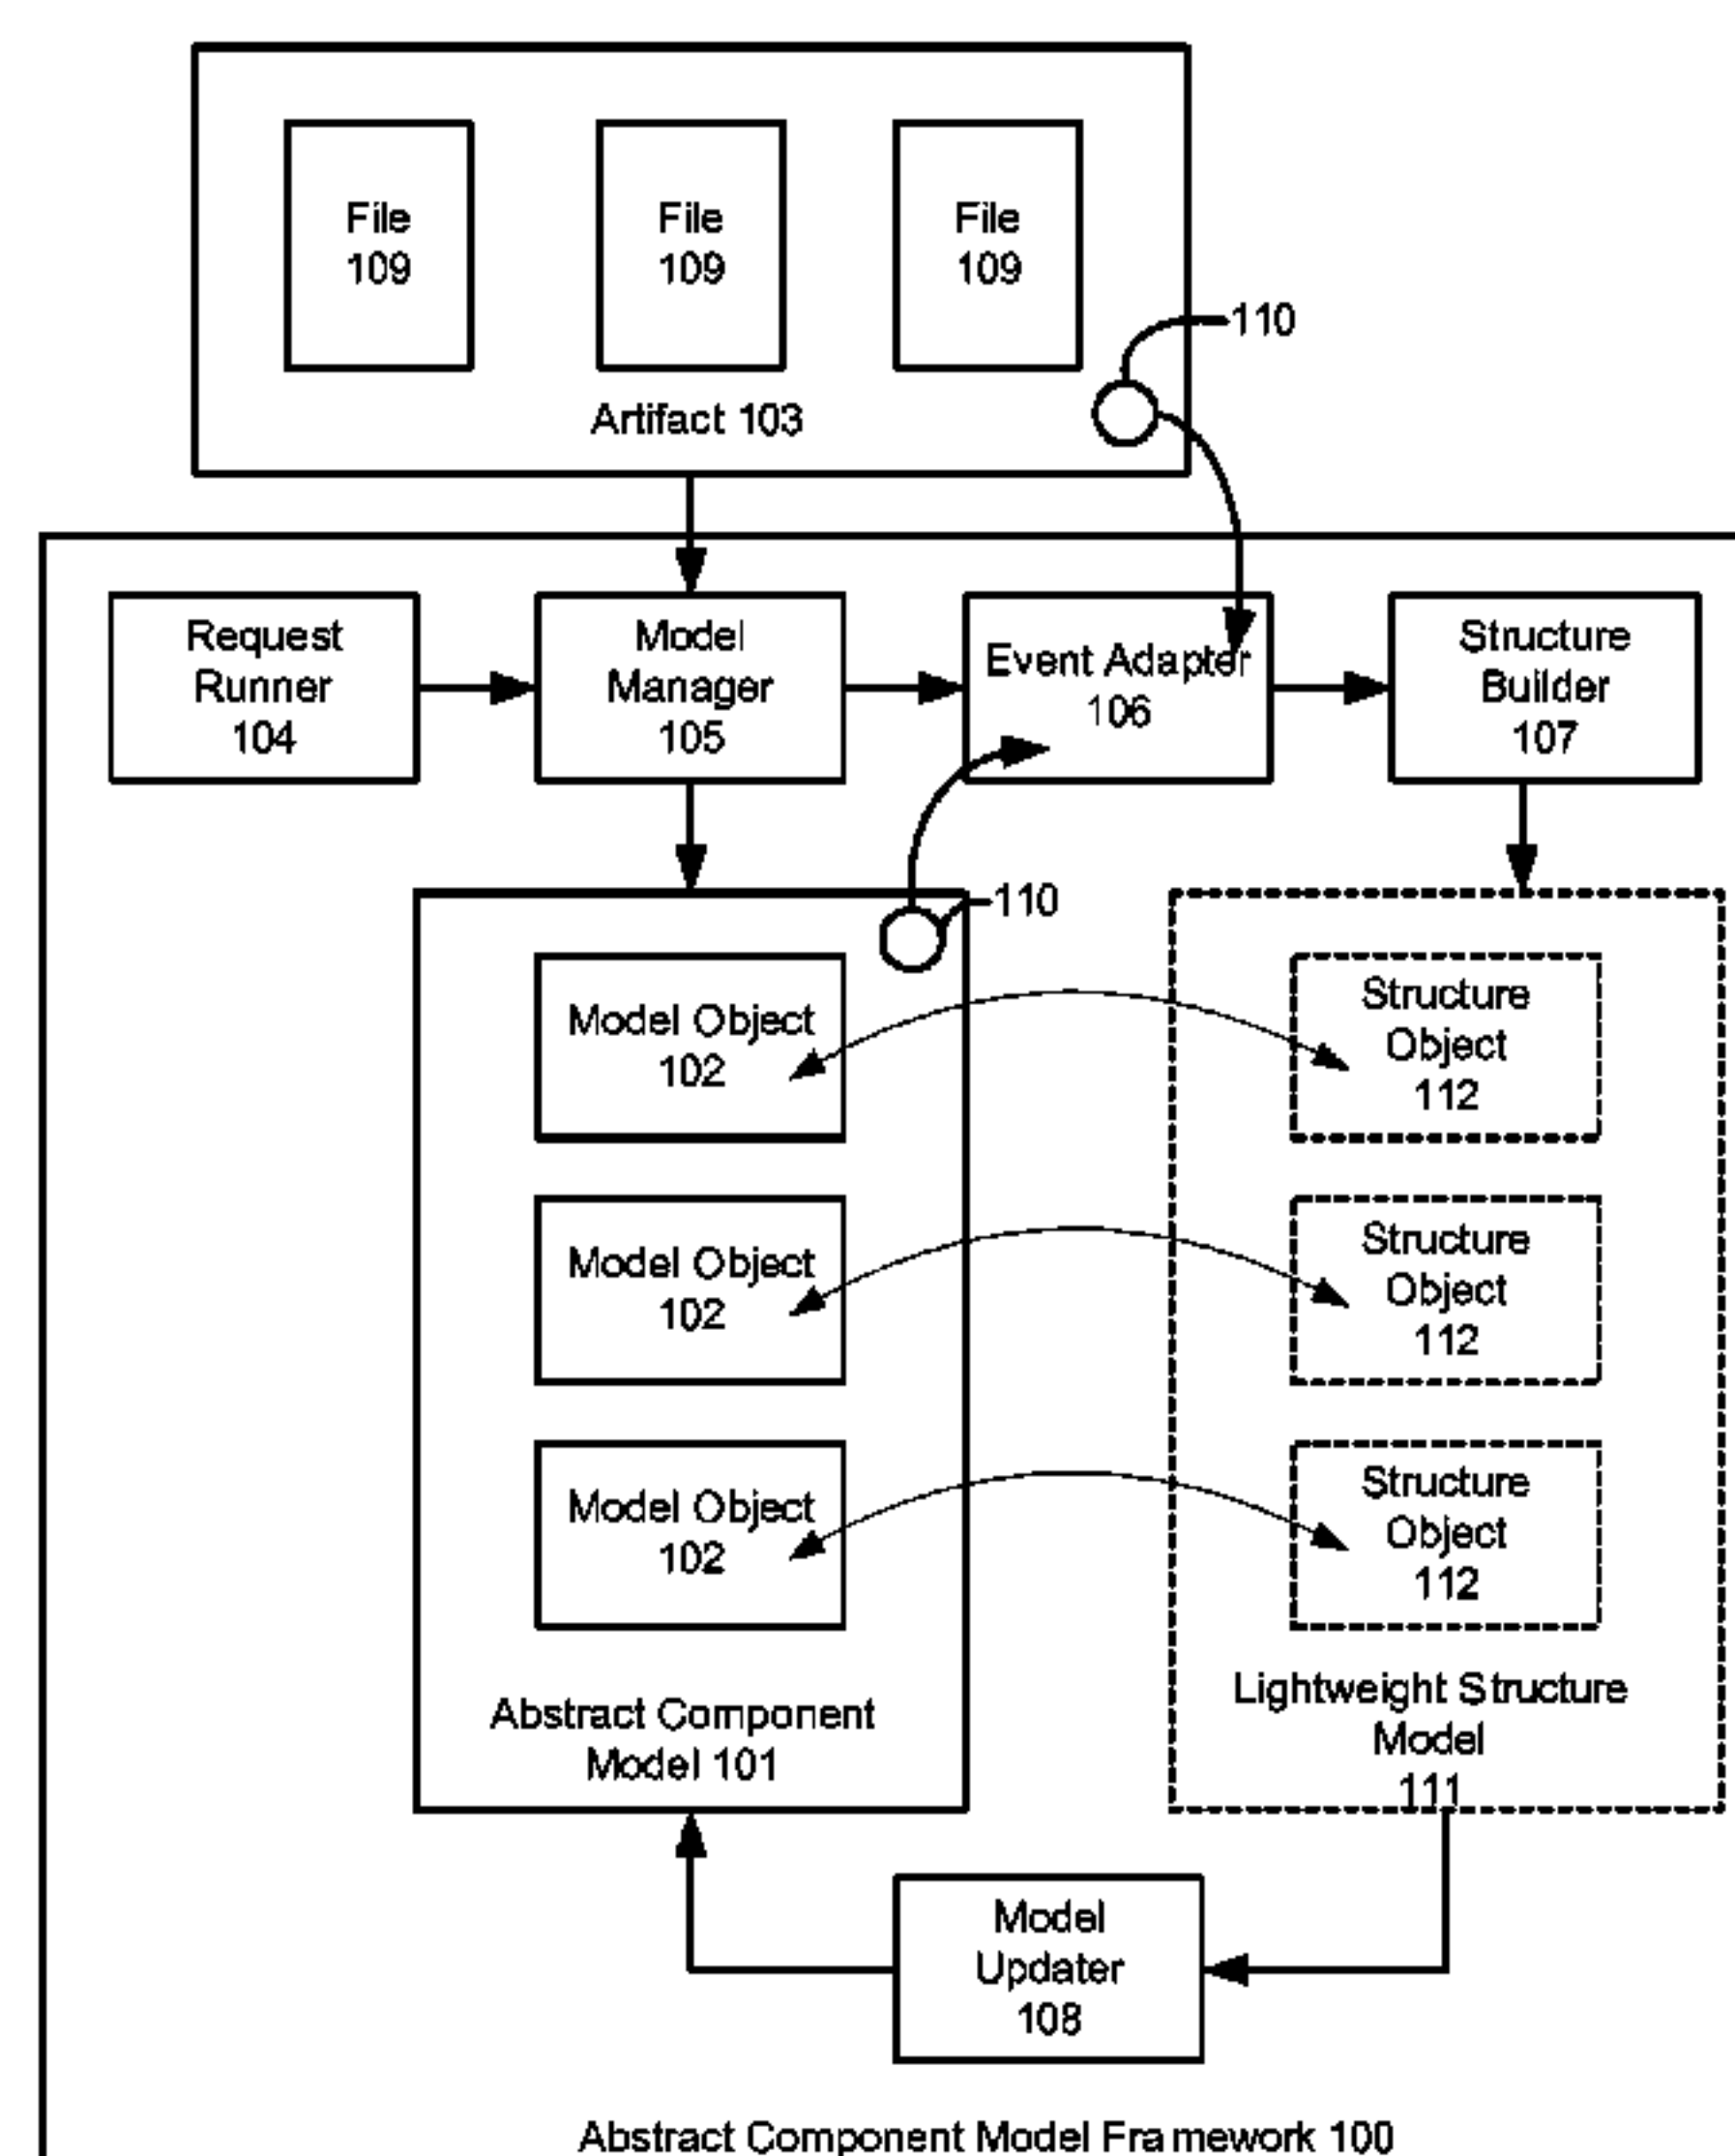 File
109
File
109
File
109
110
Artifact 103
Request
Runner
104
Model
Manager
105
Event Adapter
106
Structure
Builder
107
110
Model Object
102
Structure
Object
112
Model Object
102
Structure
Object
112
Model Object
102
Structure
Object
112
Abstract Component
Model 101
Lightweight Structure
Model
111
Model
Updater
108
Abstract Component Model Framework 100